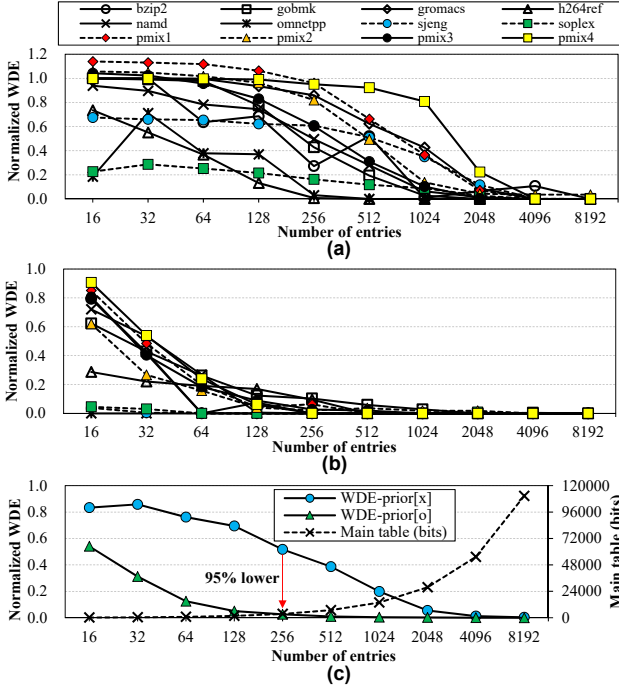 bzip2 gobmk gromacs h264ref
namd omnetpp sjeng soplex
pmix1 pmix2 pmix3 pmix4
Normalized WDE
1.2
1.0
0.8
0.6
0.4
0.2
0.0
16 32 64 128 256 512 1024 2048 4096 8192
Number of entries
(a)
Normalized WDE
1.0
0.8
0.6
0.4
0.2
0.0
16 32 64 128 256 512 1024 2048 4096 8192
Number of entries
(b)
Normalized WDE
1.0
0.8
0.6
0.4
0.2
0.0
WDE-prior[x]
WDE-prior[o]
Main table (bits)
95% lower
120000
96000
72000
48000
24000
0
Main table (bits)
16 32 64 128 256 512 1024 2048 4096 8192
Number of entries
(c)